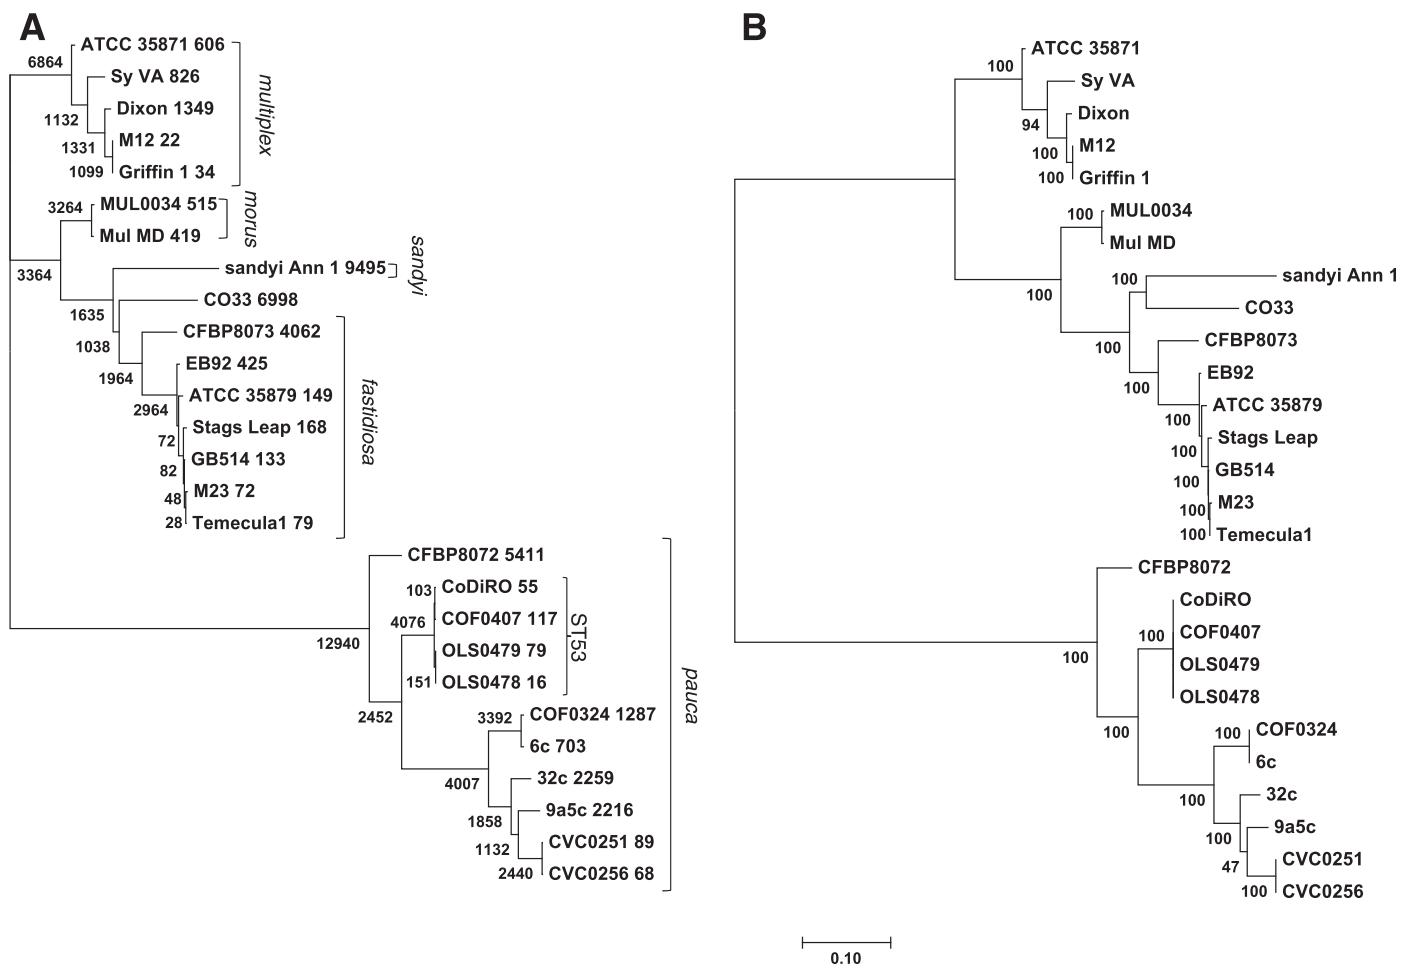 A
ATCC 35871 606
6864
Sy VA 826
Dixon 1349
1132
M12 22
1331
Griffin 1 34
1099
multiplex
MUL0034 515
3264
Mul MD 419
morus
3364
sandyi Ann 1 9495
sandyi
CO33 6998
1635
CFBP8073 4062
1038
EB92 425
1964
ATCC 35879 149
2964
Stags Leap 168
72
GB514 133
82
M23 72
48
Temecula1 79
28
fastidiosa
CFBP8072 5411
12940
CoDiRO 55
103
COF0407 117
4076
OLS0479 79
OLS0478 16
151
ST53
2452
COF0324 1287
3392
6c 703
4007
32c 2259
9a5c 2216
1858
CVC0251 89
1132
CVC0256 68
2440
pauca
B
ATCC 35871
100
Sy VA
Dixon
94
M12
100
Griffin 1
100
MUL0034
100
Mul MD
100
sandyi Ann 1
100
CO33
100
CFBP8073
100
EB92
ATCC 35879
100
Stags Leap
100
GB514
100
M23
100
Temecula1
100
CFBP8072
100
CoDiRO
COF0407
100
OLS0479
OLS0478
100
COF0324
100
6c
100
32c
9a5c
100
CVC0251
47
CVC0256
100
0.10